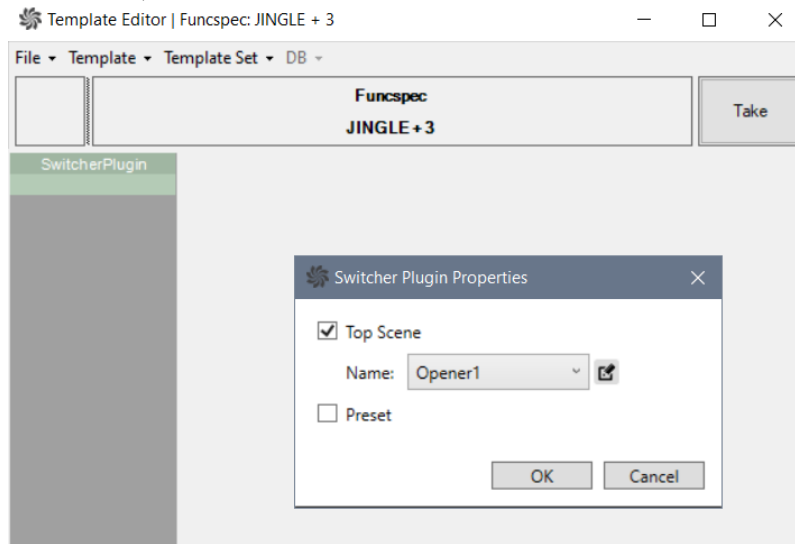 Template Editor | Funcspec: JINGLE + 3
File Template Template Set DB
Funcspec
JINGLE + 3
Take
SwitcherPlugin
Switcher Plugin Properties
Top Scene
Name: Opener1
Preset
OK Cancel